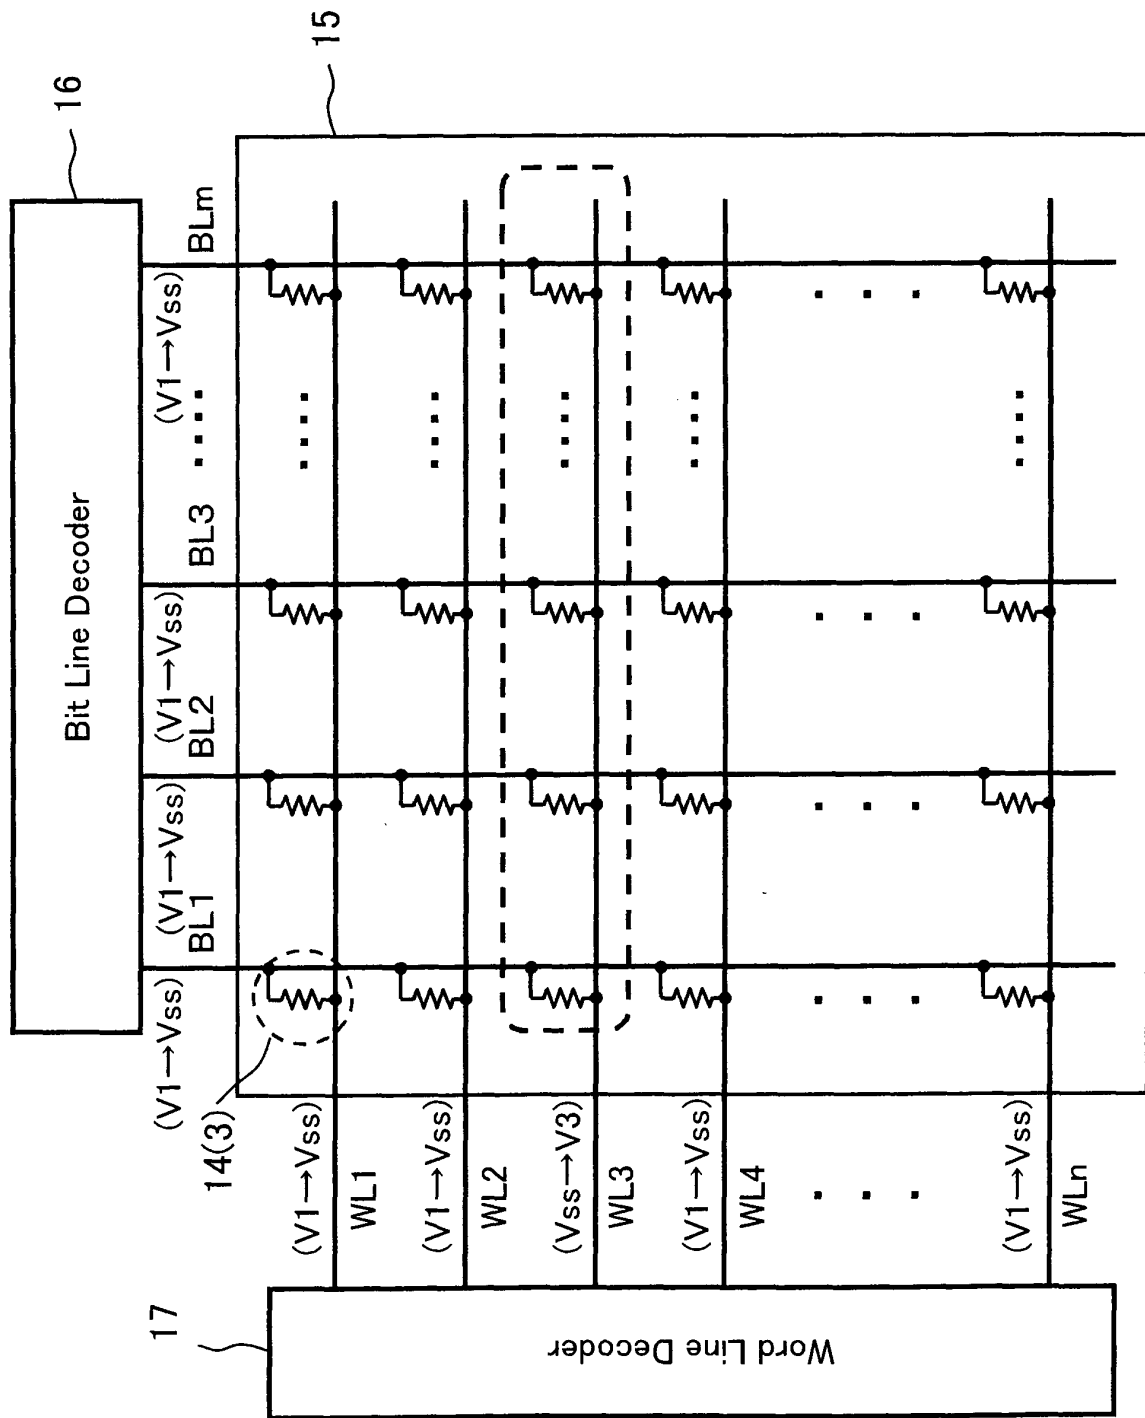 16
Bit Line Decoder
15
(V1→Vss)
(V1→Vss)
(V1→Vss)
(V1→Vss)
BL1
BL2
BL3
BLm
14(3)
(V1→Vss)
WL1
(V1→Vss)
WL2
(Vss→V3)
WL3
(V1→Vss)
WL4
(V1→Vss)
WLn
17
Word Line Decoder